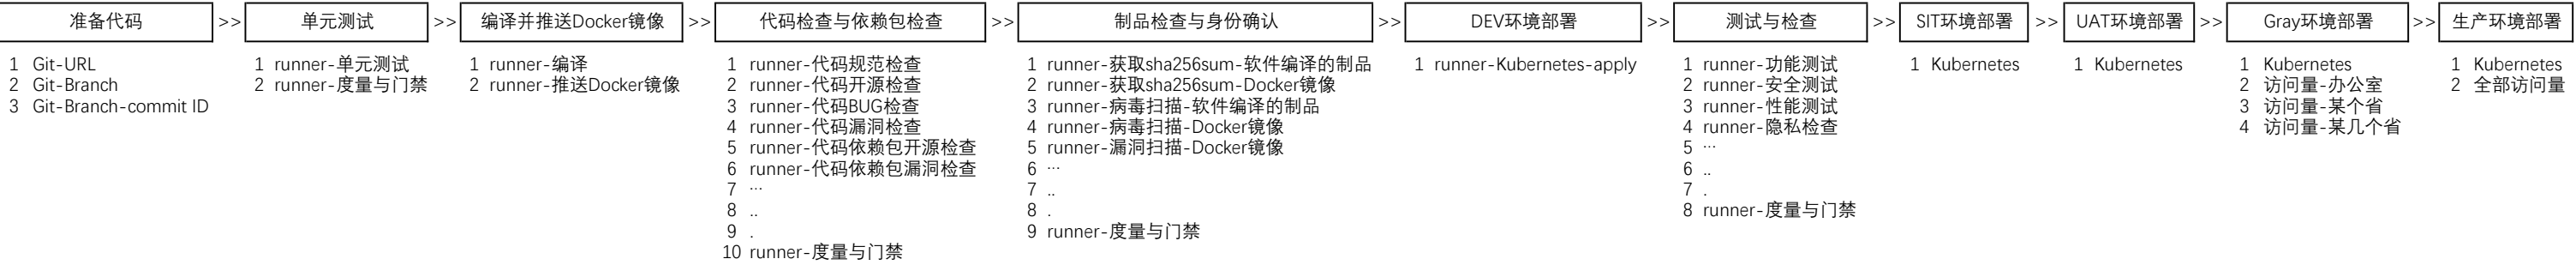 准备代码 >> 单元测试 >> 编译并推送Docker镜像 >> 代码检查与依赖包检查 >> 制品检查与身份确认 >> DEV环境部署 >> 测试与检查 >> SIT环境部署 >> UAT环境部署 >> Gray环境部署 >> 生产环境部署
1 Git-URL
2 Git-Branch
3 Git-Branch-commit ID
1 runner-单元测试
2 runner-度量与门禁
1 runner-编译
2 runner-推送Docker镜像
1 runner-代码规范检查
2 runner-代码开源检查
3 runner-代码BUG检查
4 runner-代码漏洞检查
5 runner-代码依赖包开源检查
6 runner-代码依赖包漏洞检查
7 ...
8 ..
9 .
10 runner-度量与门禁
1 runner-获取sha256sum-软件编译的制品
2 runner-获取sha256sum-Docker镜像
3 runner-病毒扫描-软件编译的制品
4 runner-病毒扫描-Docker镜像
5 runner-漏洞扫描-Docker镜像
6 ...
7 ..
8 .
9 runner-度量与门禁
1 runner-Kubernetes-apply
1 runner-功能测试
2 runner-安全测试
3 runner-性能测试
4 runner-隐私检查
5 ...
6 ..
7 .
8 runner-度量与门禁
1 Kubernetes
1 Kubernetes
1 Kubernetes
2 访问量-办公室
3 访问量-某个省
4 访问量-某几个省
1 Kubernetes
2 全部访问量